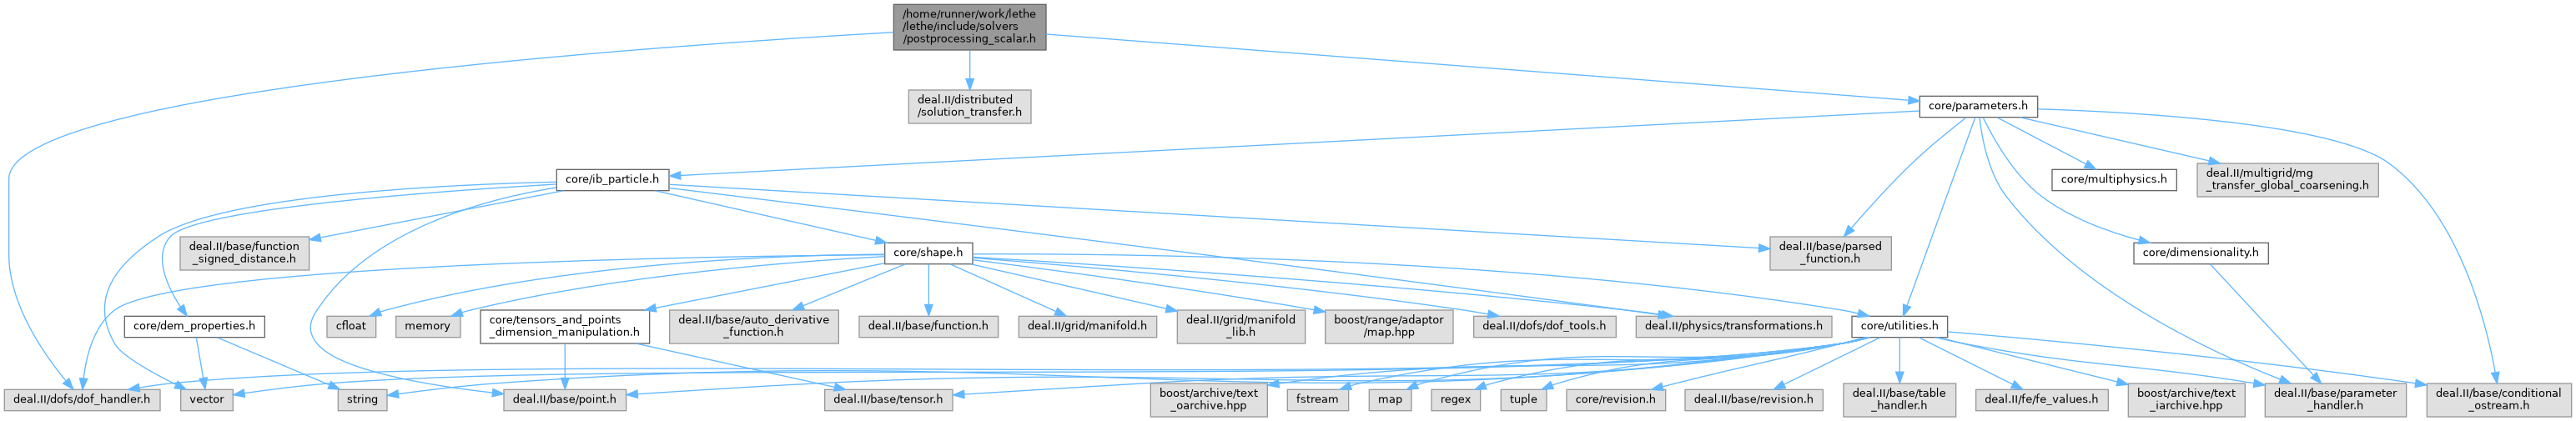 /home/runner/work/lethe
/lethe/include/solvers
/postprocessing_scalar.h
deal.II/distributed
/solution_transfer.h
core/parameters.h
core/ib_particle.h
core/multiphysics.h
deal.II/multigrid/mg
_transfer_global_coarsening.h
deal.II/base/function
_signed_distance.h
core/shape.h
deal.II/base/parsed
_function.h
core/dimensionality.h
core/dem_properties.h
cfloat
memory
core/tensors_and_points
_dimension_manipulation.h
deal.II/base/auto_derivative
_function.h
deal.II/base/function.h
deal.II/grid/manifold.h
deal.II/grid/manifold
_lib.h
boost/range/adaptor
/map.hpp
deal.II/dofs/dof_tools.h
deal.II/physics/transformations.h
core/utilities.h
deal.II/dofs/dof_handler.h
vector
string
deal.II/base/point.h
deal.II/base/tensor.h
boost/archive/text
_oarchive.hpp
fstream
map
regex
tuple
core/revision.h
deal.II/base/revision.h
deal.II/base/table
_handler.h
deal.II/fe/fe_values.h
boost/archive/text
_iarchive.hpp
deal.II/base/parameter
_handler.h
deal.II/base/conditional
_ostream.h